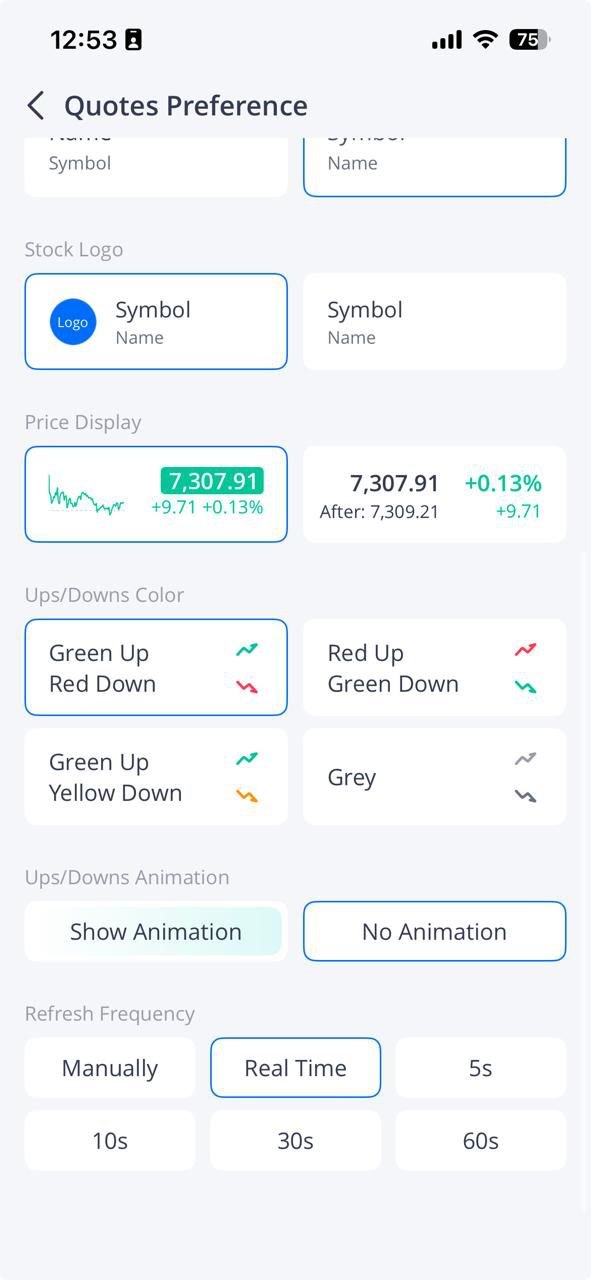 12:53
75
Quotes Preference
Name
Symbol
Symbol
Name
Stock Logo
Logo
Symbol
Name
Symbol
Name
Price Display
7,307.91
+9.71 +0.13%
7,307.91 +0.13%
After: 7,309.21 +9.71
Ups/Downs Color
Green Up
Red Down
Red Up
Green Down
Green Up
Yellow Down
Grey
Ups/Downs Animation
Show Animation
No Animation
Refresh Frequency
Manually
Real Time
5s
10s
30s
60s